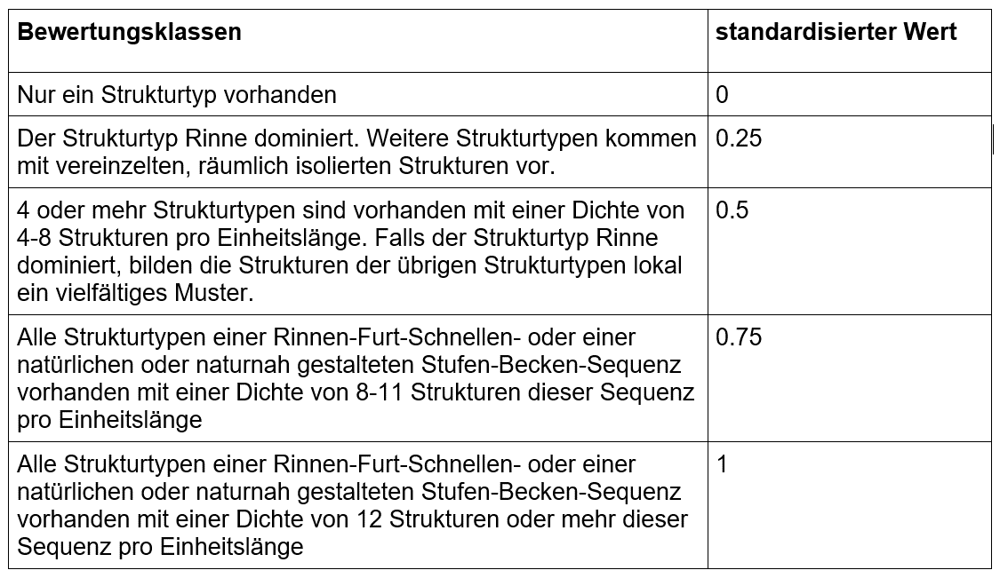 Bewertungsklassen
standardisierter Wert
Nur ein Strukturtyp vorhanden
0
Der Strukturtyp Rinne dominiert. Weitere Strukturtypen kommen
mit vereinzelten, räumlich isolierten Strukturen vor.
0.25
4 oder mehr Strukturtypen sind vorhanden mit einer Dichte von
4-8 Strukturen pro Einheitslänge. Falls der Strukturtyp Rinne
dominiert, bilden die Strukturen der übrigen Strukturtypen lokal
ein vielfältiges Muster.
0.5
Alle Strukturtypen einer Rinnen-Furt-Schnellen- oder einer
natürlichen oder naturnah gestalteten Stufen-Becken-Sequenz
vorhanden mit einer Dichte von 8-11 Strukturen dieser Sequenz
pro Einheitslänge
0.75
Alle Strukturtypen einer Rinnen-Furt-Schnellen- oder einer
natürlichen oder naturnah gestalteten Stufen-Becken-Sequenz
vorhanden mit einer Dichte von 12 Strukturen oder mehr dieser
Sequenz pro Einheitslänge
1